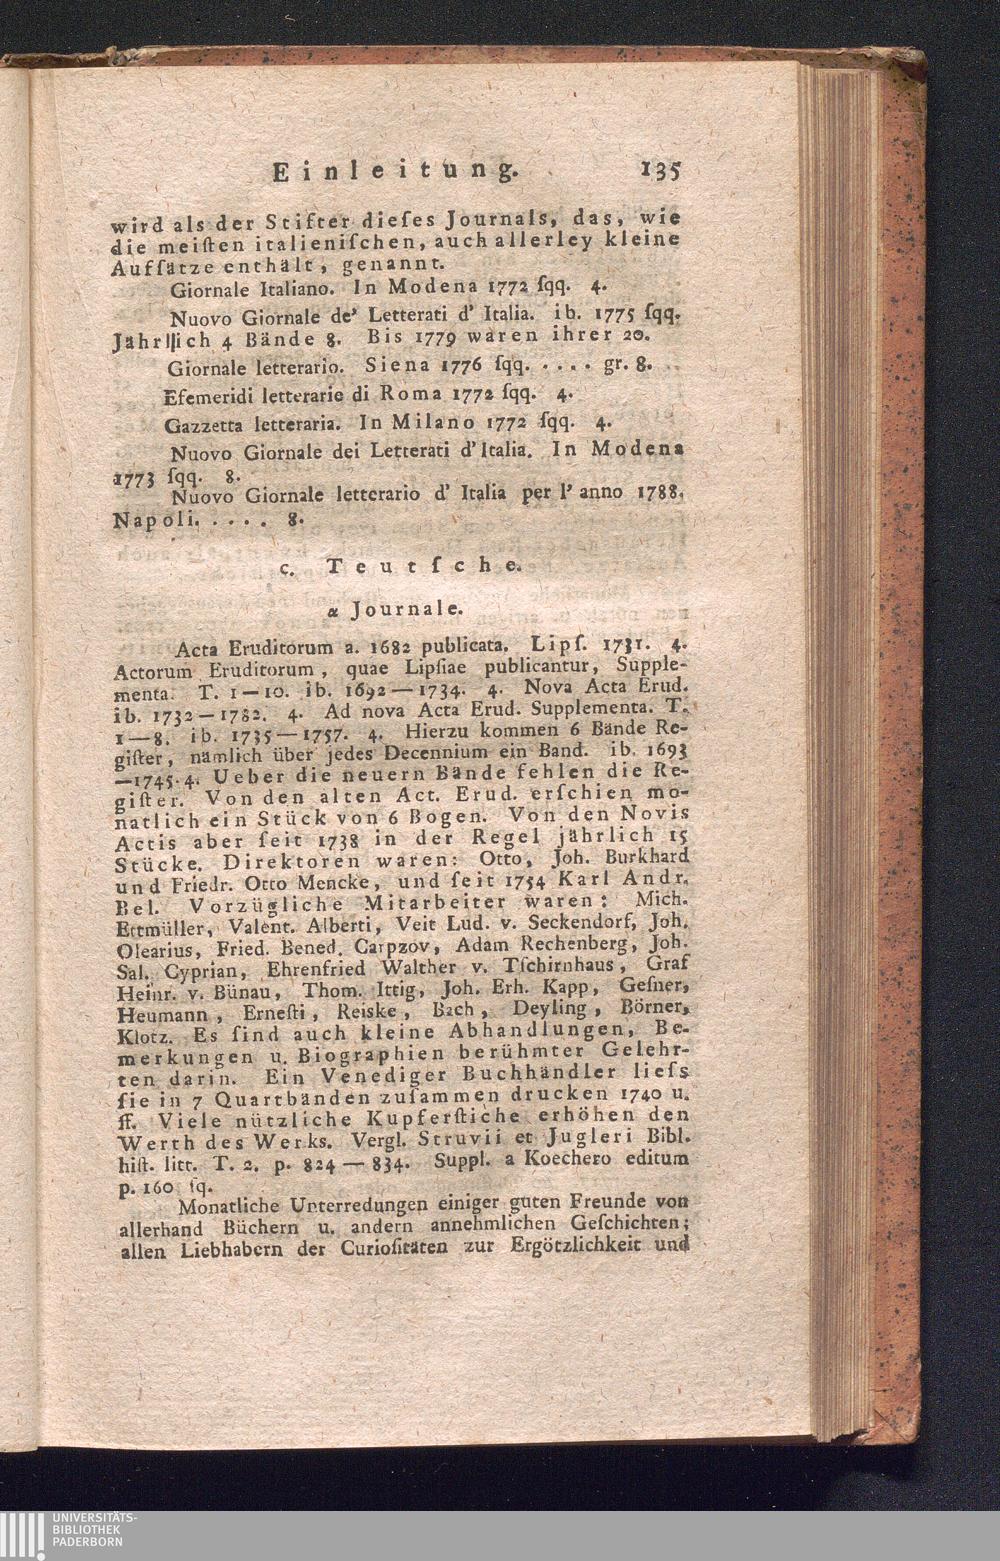 Einleitung. 135
wird als der Stifter dieſes Journals, das, wie
die meiſten italieniſchen, auch allerley kleine
Aufſätze enthält, genannt.
Giornale Italiano. In Modena 1772 ſqq. 4.
Nuovo Giornale de' Letterati d' Italia. ib. 1775 ſqq.
Jährllich 4 Bände 8. Bis 1779 waren ihrer 20.
Giornale letterario. Siena 1776 ſqq. . . . . gr. 8.
Efemeridi letterarie di Roma 1772 ſqq. 4.
Gazzetta letteraria. In Milano 1772 ſqq. 4.
Nuovo Giornale dei Letterati d' Italia. In Modena
1773 ſqq. 8.
Nuovo Giornale letterario d' Italia per l' anno 1788.
Napoli. . . . . 8.
c. Teutſche.
α Journale.
Acta Eruditorum a. 1682 publicata. Lipſ. 1731. 4.
Actorum Eruditorum, quae Lipſiae publicantur, Supple-
menta. T. 1—10. ib. 1692—1734. 4. Nova Acta Erud.
ib. 1732—1782. 4. Ad nova Acta Erud. Supplementa. T.
1—8. ib. 1735—1757. 4. Hierzu kommen 6 Bände Re-
giſter, nämlich über jedes Decennium ein Band. ib. 1693
—1745. 4. Ueber die neuern Bände fehlen die Re-
giſter. Von den alten Act. Erud. erſchien mo-
natlich ein Stück von 6 Bogen. Von den Novis
Actis aber ſeit 1738 in der Regel jährlich 15
Stücke. Direktoren waren: Otto, Joh. Burkhard
und Friedr. Otto Mencke, und ſeit 1754 Karl Andr.
Bel. Vorzügliche Mitarbeiter waren: Mich.
Ettmüller, Valent. Alberti, Veit Lud. v. Seckendorf, Joh.
Olearius, Fried. Bened. Carpzov, Adam Rechenberg, Joh.
Sal. Cyprian, Ehrenfried Walther v. Tſchirnhaus, Graf
Heinr. v. Bünau, Thom. Ittig, Joh. Erh. Kapp, Geſner,
Heumann, Erneſti, Reiske, Bach, Deyling, Börner,
Klotz. Es ſind auch kleine Abhandlungen, Be-
merkungen u. Biographien berühmter Gelehr-
ten darin. Ein Venediger Buchhändler lieſs
ſie in 7 Quartbänden zuſammen drucken 1740 u.
ff. Viele nützliche Kupferſtiche erhöhen den
Werth des Werks. Vergl. Struvii et Jugleri Bibl.
hiſt. litt. T. 2. p. 824—834. Suppl. a Koechero editum
p. 160 ſq.
Monatliche Unterredungen einiger guten Freunde von
allerhand Büchern u. andern annehmlichen Geſchichten;
allen Liebhabern der Curioſitäten zur Ergötzlichkeit und
UNIVERSITÄTS-
BIBLIOTHEK
PADERBORN